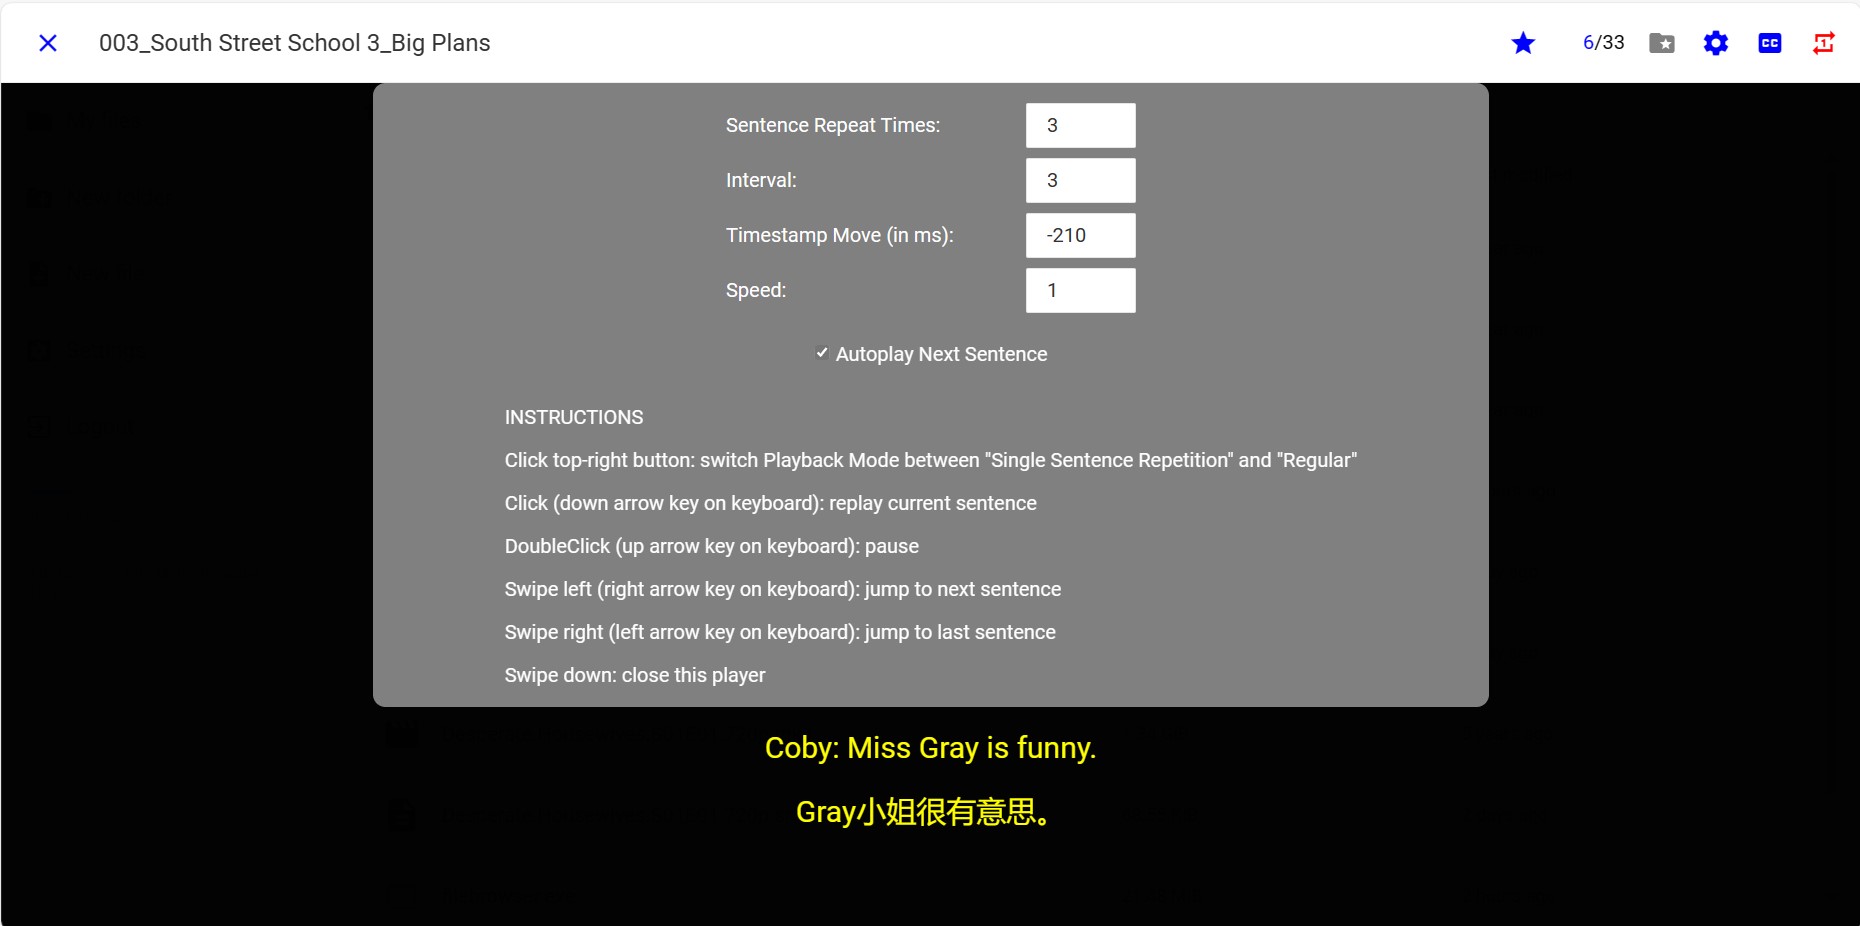 003_South Street School 3_Big Plans
6/33
CC
1
Sentence Repeat Times: 3
Interval: 3
Timestamp Move (in ms): -210
Speed: 1
Autoplay Next Sentence
INSTRUCTIONS
Click top-right button: switch Playback Mode between "Single Sentence Repetition" and "Regular"
Click (down arrow key on keyboard): replay current sentence
DoubleClick (up arrow key on keyboard): pause
Swipe left (right arrow key on keyboard): jump to next sentence
Swipe right (left arrow key on keyboard): jump to last sentence
Swipe down: close this player
Coby: Miss Gray is funny.
Gray小姐很有意思。